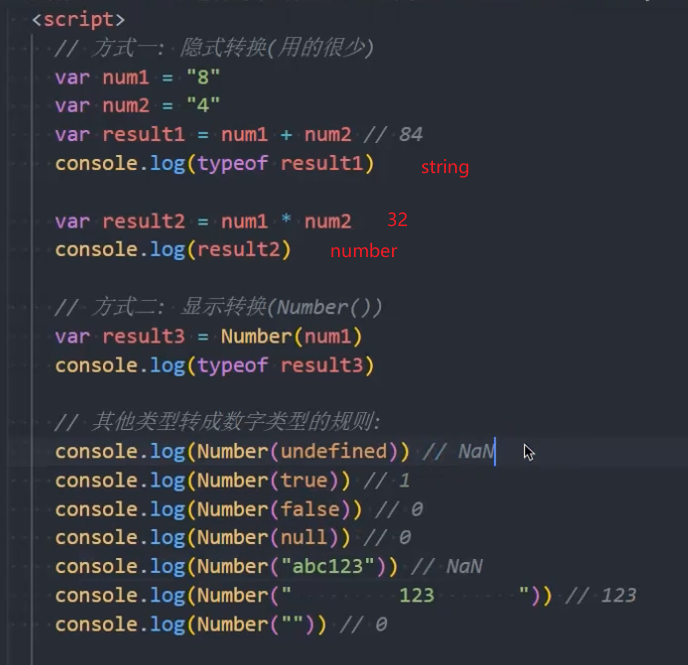 <script>
// 方式一: 隐式转换(用的很少)
var num1 = "8"
var num2 = "4"
var result1 = num1 + num2 // 84
console.log(typeof result1) string
var result2 = num1 * num2 32
console.log(result2) number
// 方式二: 显示转换(Number())
var result3 = Number(num1)
console.log(typeof result3)
// 其他类型转成数字类型的规则:
console.log(Number(undefined)) // NaN
console.log(Number(true)) // 1
console.log(Number(false)) // 0
console.log(Number(null)) // 0
console.log(Number("abc123")) // NaN
console.log(Number("         123       ")) // 123
console.log(Number("")) // 0